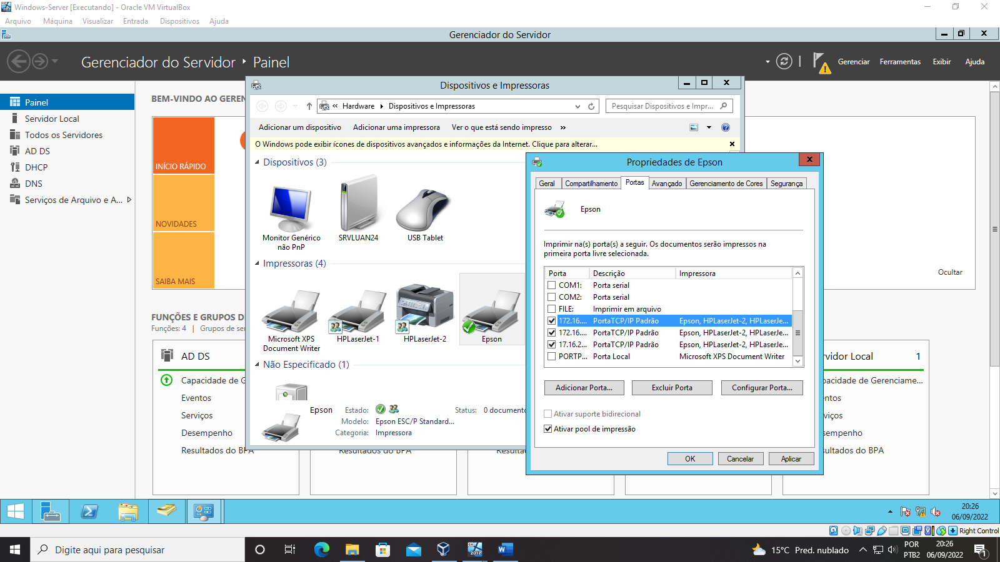 Windows-Server [Executando] - Oracle VM VirtualBox
Arquivo Máquina Visualizar Entrada Dispositivos Ajuda
Gerenciador do Servidor
Gerenciador do Servidor Painel
Gerenciar Ferramentas Exibir Ajuda
Painel
Servidor Local
Todos os Servidores
AD DS
DHCP
DNS
Serviços de Arquivo e A...
BEM-VINDO AO GEREN
INÍCIO RÁPIDO
NOVIDADES
SAIBA MAIS
Ocultar
FUNÇÕES E GRUPOS D
Funções: 4 | Grupos de ser
AD DS
Capacidade de G
Eventos
Serviços
Desempenho
Resultados do BPA
Resultados do BPA
Resulta
rvidor Local 1
pacidade de Gerenciame...
entos
rviços
sempenho
sultados do BPA
Dispositivos e Impressoras
« Hardware Dispositivos e Impressoras
Pesquisar Dispositivos e Impr...
Adicionar um dispositivo Adicionar uma impressora Ver o que está sendo impresso »
O Windows pode exibir ícones de dispositivos avançados e informações da Internet. Clique para alterar...
Dispositivos (3)
Monitor Genérico
não PnP
SRVLUAN24
USB Tablet
Impressoras (4)
Microsoft XPS
Document Writer
HPLaserJet-1
HPLaserJet-2
Epson
Não Especificado (1)
Epson Estado: Status: 0 documento
Modelo: Epson ESC/P Standard...
Categoria: Impressora
Propriedades de Epson
Geral Compartilhamento Portas Avançado Gerenciamento de Cores Segurança
Epson
Imprimir na(s) porta(s) a seguir. Os documentos serão impressos na
primeira porta livre selecionada.
Porta Descrição Impressora
COM1: Porta serial
COM2: Porta serial
FILE: Imprimir em arquivo
172.16.... PortaTCP/IP Padrão Epson, HPLaserJet-2, HPLaserJe...
172.16.... PortaTCP/IP Padrão Epson, HPLaserJet-2, HPLaserJe...
17.16.2... PortaTCP/IP Padrão Epson, HPLaserJet-2, HPLaserJe...
PORTP... Porta Local Microsoft XPS Document Writer
Adicionar Porta... Excluir Porta Configurar Porta...
Ativar suporte bidirecional
Ativar pool de impressão
OK Cancelar Aplicar
20:26
06/09/2022
Right Control
Digite aqui para pesquisar
2012
15°C Pred. nublado
POR
PTB2
20:26
06/09/2022
1